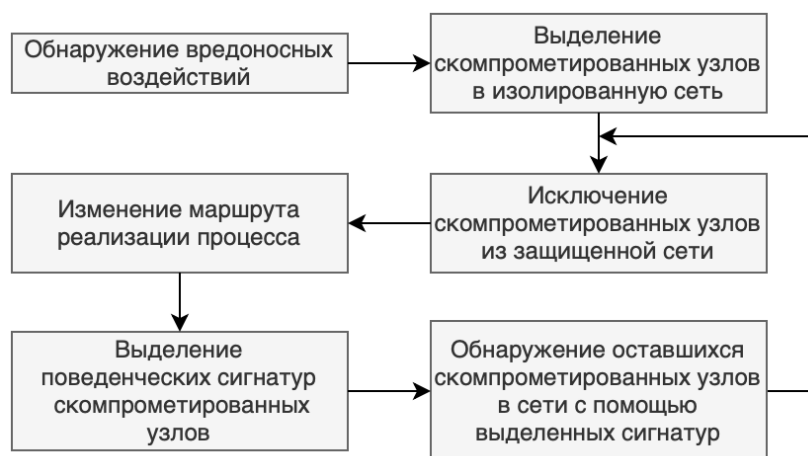 Обнаружение вредоносных
воздействий
Выделение
скомпрометированных узлов
в изолированную сеть
Исключение
скомпрометированных узлов
из защищенной сети
Изменение маршрута
реализации процесса
Выделение
поведенческих сигнатур
скомпрометированных
узлов
Обнаружение оставшихся
скомпрометированных узлов
в сети с помощью
выделенных сигнатур